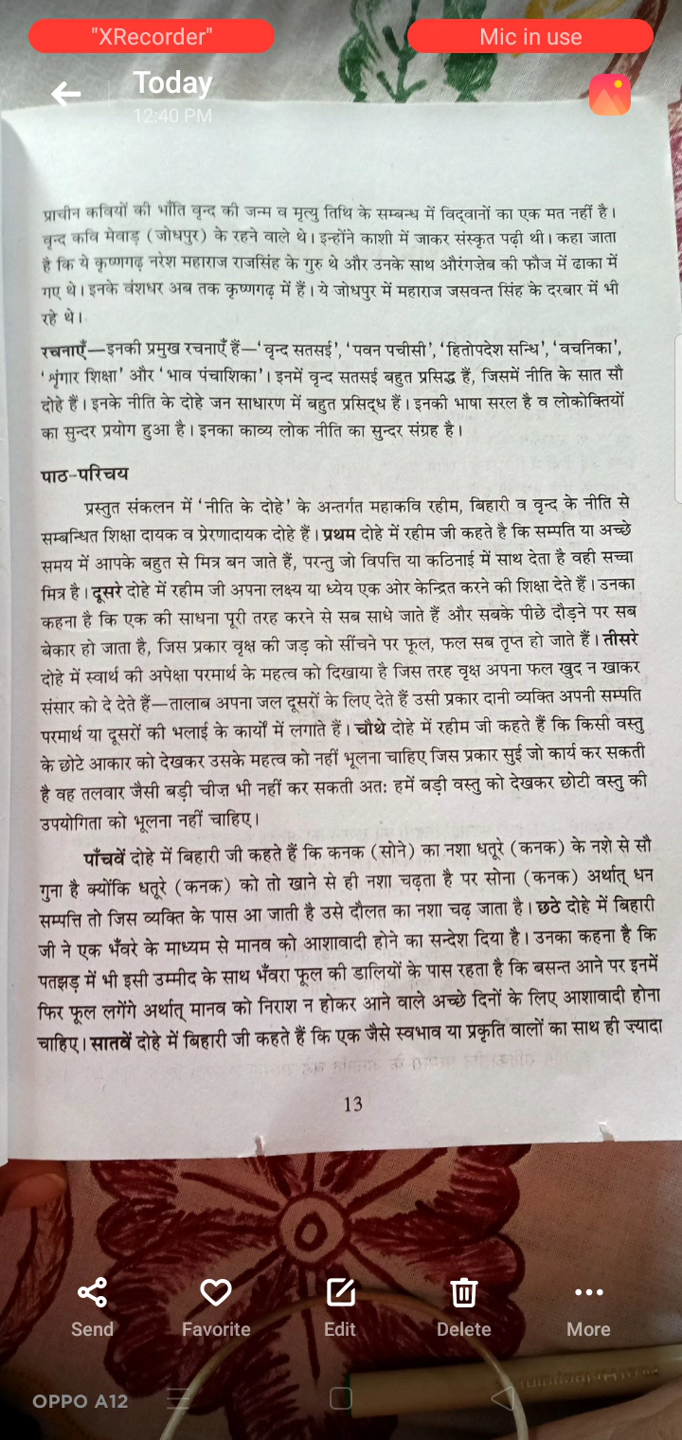 "XRecorder"
Mic in use
Today
12:40 PM
प्राचीन कवियों की भाँति वृन्द की जन्म व मृत्यु तिथि के सम्बन्ध में विद्वानों का एक मत नहीं है।
वृन्द कवि मेवाड़ (जोधपुर) के रहने वाले थे। इन्होंने काशी में जाकर संस्कृत पढ़ी थी। कहा जाता
है कि ये कृष्णगढ़ नरेश महाराज राजसिंह के गुरु थे और उनके साथ औरंगज़ेब की फौज में ढाका में
गए थे। इनके वंशधर अब तक कृष्णगढ़ में हैं। ये जोधपुर में महाराज जसवन्त सिंह के दरबार में भी
रहे थे।
रचनाएँ—इनकी प्रमुख रचनाएँ हैं—'वृन्द सतसई', 'पवन पचीसी', 'हितोपदेश सन्धि', 'वचनिका',
'शृंगार शिक्षा' और 'भाव पंचाशिका'। इनमें वृन्द सतसई बहुत प्रसिद्ध हैं, जिसमें नीति के सात सौ
दोहे हैं। इनके नीति के दोहे जन साधारण में बहुत प्रसिद्ध हैं। इनकी भाषा सरल है व लोकोक्तियों
का सुन्दर प्रयोग हुआ है। इनका काव्य लोक नीति का सुन्दर संग्रह है।
पाठ-परिचय
प्रस्तुत संकलन में 'नीति के दोहे' के अन्तर्गत महाकवि रहीम, बिहारी व वृन्द के नीति से
सम्बन्धित शिक्षा दायक व प्रेरणादायक दोहे हैं। प्रथम दोहे में रहीम जी कहते है कि सम्पति या अच्छे
समय में आपके बहुत से मित्र बन जाते हैं, परन्तु जो विपत्ति या कठिनाई में साथ देता है वही सच्चा
मित्र है। दूसरे दोहे में रहीम जी अपना लक्ष्य या ध्येय एक ओर केन्द्रित करने की शिक्षा देते हैं। उनका
कहना है कि एक की साधना पूरी तरह करने से सब साधे जाते हैं और सबके पीछे दौड़ने पर सब
बेकार हो जाता है, जिस प्रकार वृक्ष की जड़ को सींचने पर फूल, फल सब तृप्त हो जाते हैं। तीसरे
दोहे में स्वार्थ की अपेक्षा परमार्थ के महत्व को दिखाया है जिस तरह वृक्ष अपना फल खुद न खाकर
संसार को दे देते हैं—तालाब अपना जल दूसरों के लिए देते हैं उसी प्रकार दानी व्यक्ति अपनी सम्पति
परमार्थ या दूसरों की भलाई के कार्यों में लगाते हैं। चौथे दोहे में रहीम जी कहते हैं कि किसी वस्तु
के छोटे आकार को देखकर उसके महत्व को नहीं भूलना चाहिए जिस प्रकार सुई जो कार्य कर सकती
है वह तलवार जैसी बड़ी चीज़ भी नहीं कर सकती अतः हमें बड़ी वस्तु को देखकर छोटी वस्तु की
उपयोगिता को भूलना नहीं चाहिए।
पाँचवें दोहे में बिहारी जी कहते हैं कि कनक (सोने) का नशा धतूरे (कनक) के नशे से सौ
गुना है क्योंकि धतूरे (कनक) को तो खाने से ही नशा चढ़ता है पर सोना (कनक) अर्थात् धन
सम्पत्ति तो जिस व्यक्ति के पास आ जाती है उसे दौलत का नशा चढ़ जाता है। छठे दोहे में बिहारी
जी ने एक भँवरे के माध्यम से मानव को आशावादी होने का सन्देश दिया है। उनका कहना है कि
पतझड़ में भी इसी उम्मीद के साथ भँवरा फूल की डालियों के पास रहता है कि बसन्त आने पर इनमें
फिर फूल लगेंगे अर्थात् मानव को निराश न होकर आने वाले अच्छे दिनों के लिए आशावादी होना
चाहिए। सातवें दोहे में बिहारी जी कहते हैं कि एक जैसे स्वभाव या प्रकृति वालों का साथ ही ज़्यादा
13
Send
Favorite
Edit
Delete
More
OPPO A12